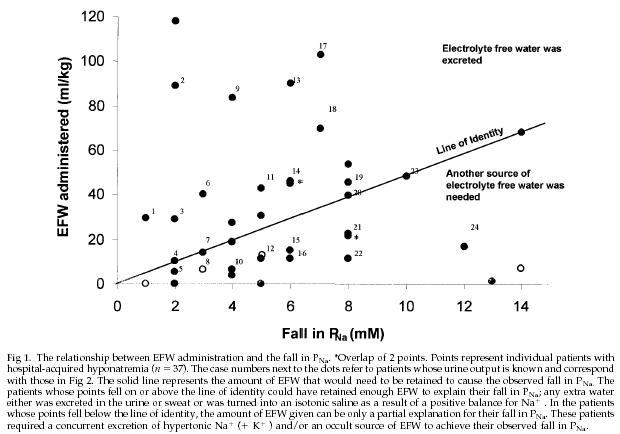 120
100
80
60
40
20
0
EFW administered (ml/kg)
0
2
4
6
8
10
12
14
Fall in PNa (mM)
Electrolyte free water was
excreted
Line of Identity
Another source of
electrolyte free water was
needed
1
2
3
4
5
6
7
8
9
10
11
12
13
14
*
15
16
17
18
19
20
21
*
22
23
24
Fig 1. The relationship between EFW administration and the fall in PNa. *Overlap of 2 points. Points represent individual patients with
hospital-acquired hyponatremia (n = 37). The case numbers next to the dots refer to patients whose urine output is known and correspond
with those in Fig 2. The solid line represents the amount of EFW that would need to be retained to cause the observed fall in PNa. The
patients whose points fell on or above the line of identity could have retained enough EFW to explain their fall in PNa; any extra water
either was excreted in the urine or sweat or was turned into an isotonic saline as a result of a positive balance for Na+. In the patients
whose points fell below the line of identity, the amount of EFW given can be only a partial explanation for their fall in PNa. These patients
required a concurrent excretion of hypertonic Na+ (+ K+ ) and/or an occult source of EFW to achieve their observed fall in PNa.